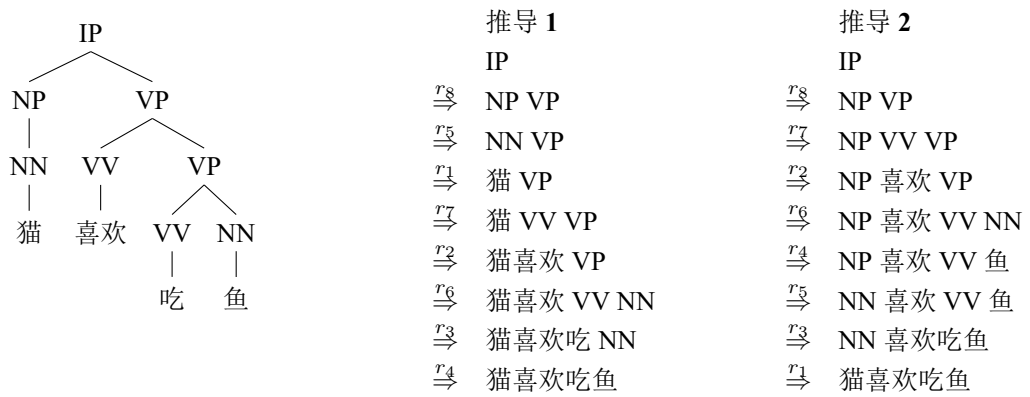 IP
NP VP
NN VV VP
猫 喜欢 VV NN
吃 鱼
推导 1
IP
r8⇒ NP VP
r5⇒ NN VP
r1⇒ 猫 VP
r7⇒ 猫 VV VP
r2⇒ 猫喜欢 VP
r6⇒ 猫喜欢 VV NN
r3⇒ 猫喜欢吃 NN
r4⇒ 猫喜欢吃鱼
推导 2
IP
r8⇒ NP VP
r7⇒ NP VV VP
r2⇒ NP 喜欢 VP
r6⇒ NP 喜欢 VV NN
r4⇒ NP 喜欢 VV 鱼
r5⇒ NN 喜欢 VV 鱼
r3⇒ NN 喜欢吃鱼
r1⇒ 猫喜欢吃鱼